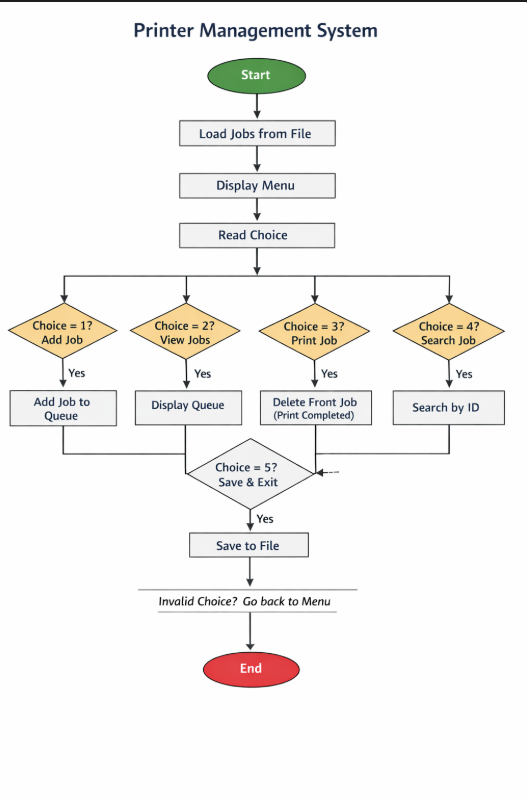 Printer Management System
Start
Load Jobs from File
Display Menu
Read Choice
Choice = 1?
Add Job
Choice = 2?
View Jobs
Choice = 3?
Print Job
Choice = 4?
Search Job
Yes
Yes
Yes
Yes
Add Job to
Queue
Display Queue
Delete Front Job
(Print Completed)
Search by ID
Choice = 5?
Save & Exit
Yes
Save to File
Invalid Choice? Go back to Menu
End